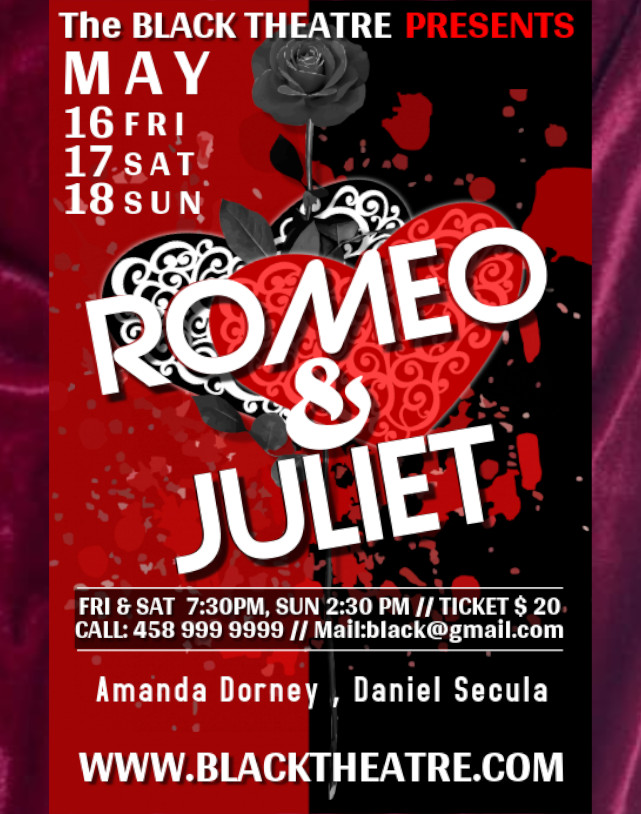 The BLACK THEATRE PRESENTS
MAY
16 FRI
17 SAT
18 SUN
ROMEO
&
JULIET
FRI & SAT 7:30PM, SUN 2:30 PM // TICKET $ 20
CALL: 458 999 9999 // Mail:black@gmail.com
Amanda Dorney , Daniel Secula
WWW.BLACKTHEATRE.COM